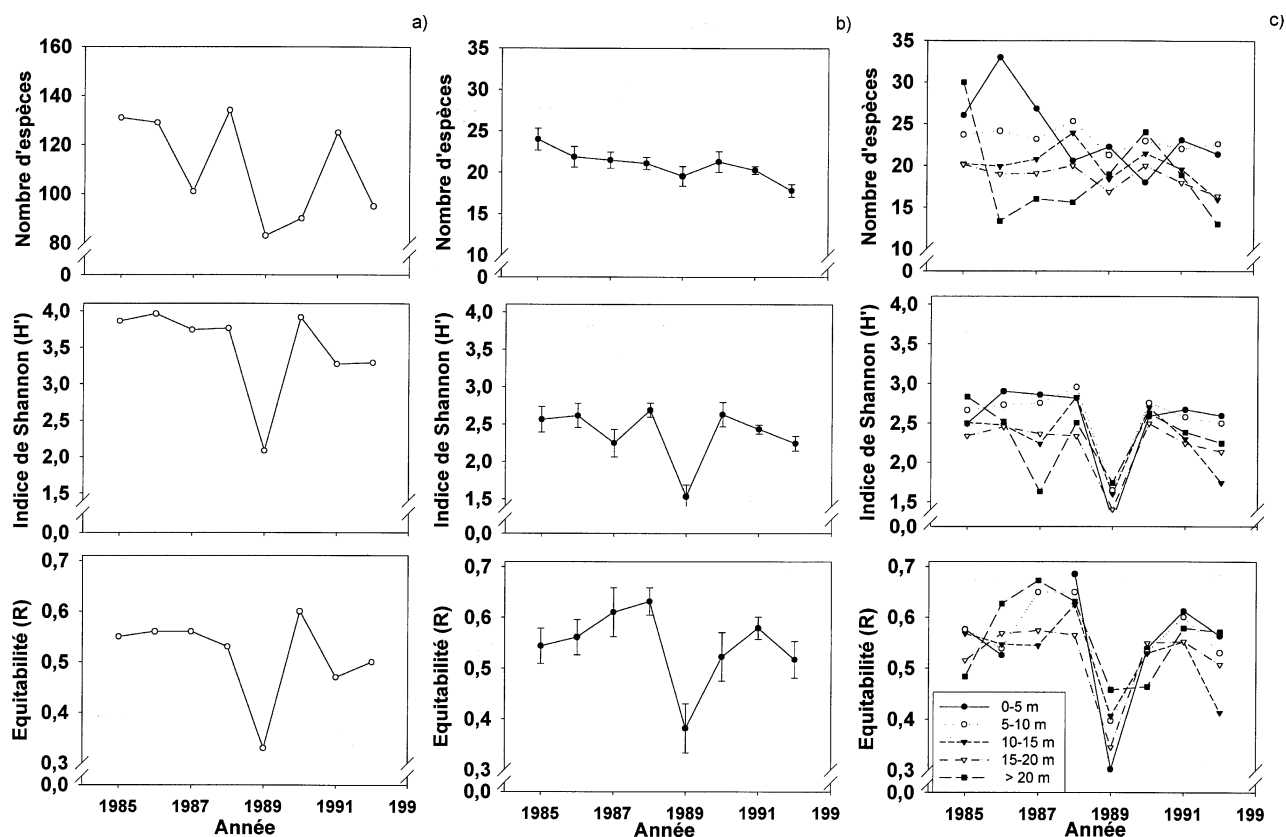 a)
160
140
120
100
80
0
Nombre d'espèces
4,0
3,5
3,0
2,5
2,0
1,5
0,0
Indice de Shannon (H')
0,7
0,6
0,5
0,4
0,3
0,0
Equitabilité (R)
1985 1987 1989 1991 199
Année
b)
35
30
25
20
15
10
0
Nombre d'espèces
4,0
3,5
3,0
2,5
2,0
1,5
0,0
Indice de Shannon (H')
0,7
0,6
0,5
0,4
0,3
0,0
Equitabilité (R)
1985 1987 1989 1991 199
Année
c)
35
30
25
20
15
10
0
Nombre d'espèces
4,0
3,5
3,0
2,5
2,0
1,5
0,0
Indice de Shannon (H')
0,7
0,6
0,5
0,4
0,3
0,0
Equitabilité (R)
0-5 m
5-10 m
10-15 m
15-20 m
> 20 m
1985 1987 1989 1991 199
Année